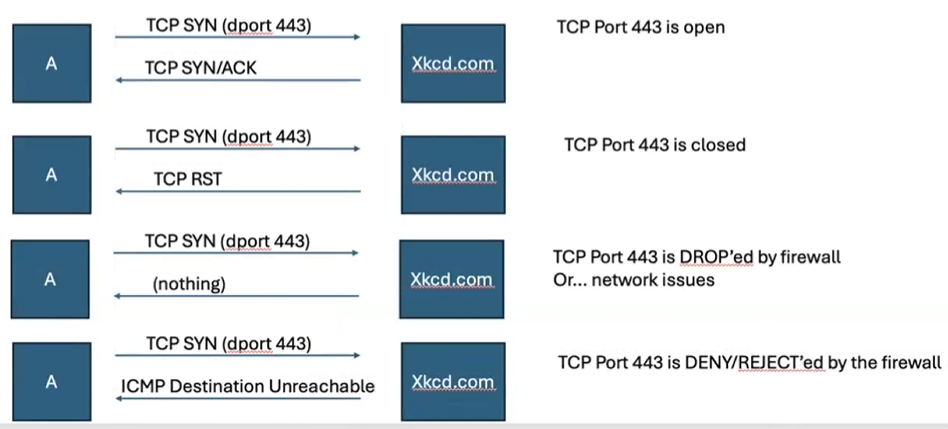 TCP SYN (dport 443)
TCP Port 443 is open
A
Xkcd.com
TCP SYN/ACK
TCP SYN (dport 443)
TCP Port 443 is closed
A
Xkcd.com
TCP RST
TCP SYN (dport 443)
TCP Port 443 is DROP'ed by firewall
Or... network issues
A
Xkcd.com
(nothing)
TCP SYN (dport 443)
TCP Port 443 is DENY/REJECT'ed by the firewall
A
Xkcd.com
ICMP Destination Unreachable